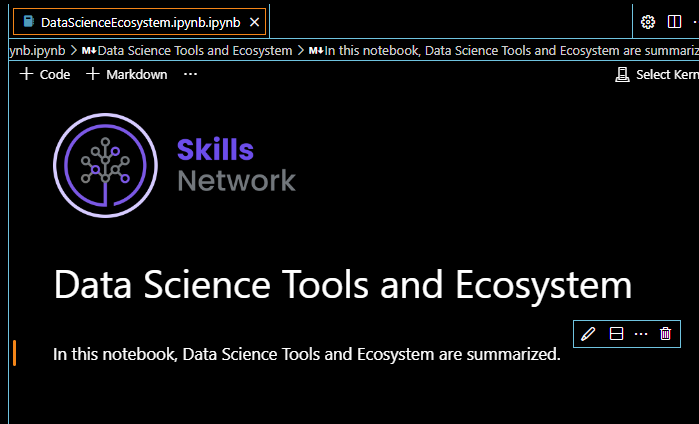 DataScienceEcosystem.ipynb.ipynb
ynb.ipynb > M↓Data Science Tools and Ecosystem > M↓In this notebook, Data Science Tools and Ecosystem are summariz
+ Code + Markdown ... Select Kern
Skills
Network
Data Science Tools and Ecosystem
In this notebook, Data Science Tools and Ecosystem are summarized.